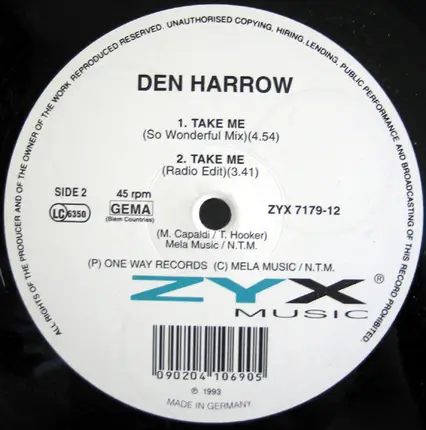 ALL RIGHTS OF THE PRODUCER AND OF THE OWNER OF THE WORK REPRODUCED RESERVED. UNAUTHORISED COPYING, HIRING, LENDING, PUBLIC PERFORMANCE AND BROADCASTING OF THIS RECORD PROHIBITED.
DEN HARROW
1. TAKE ME
(So Wonderful Mix)(4.54)
2. TAKE ME
(Radio Edit)(3.41)
SIDE 2 45 rpm
LC 6350 GEMA ZYX 7179-12
(Biem Countries)
(M. Capaldi / T. Hooker)
Mela Music / N.T.M.
(P) ONE WAY RECORDS (C) MELA MUSIC / N.T.M.
ZYX ®
MUSIC
090204 106905
℗ 1993
MADE IN GERMANY